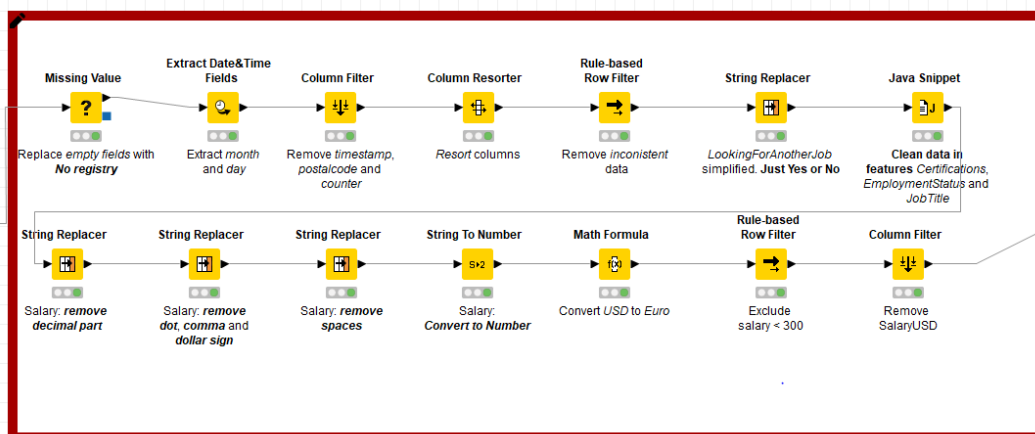 Missing Value
Extract Date&Time
Fields
Column Filter
Column Resorter
Rule-based
Row Filter
String Replacer
Java Snippet
?
J
Replace empty fields with
No registry
Extract month
and day
Remove timestamp,
postalcode and
counter
Resort columns
Remove inconistent
data
LookingForAnotherJob
simplified. Just Yes or No
Clean data in
features Certifications,
EmploymentStatus and
JobTitle
String Replacer
String Replacer
String Replacer
String To Number
Math Formula
Rule-based
Row Filter
Column Filter
S▸2
f(x)
Salary: remove
decimal part
Salary: remove
dot, comma and
dollar sign
Salary: remove
spaces
Salary:
Convert to Number
Convert USD to Euro
Exclude
salary < 300
Remove
SalaryUSD